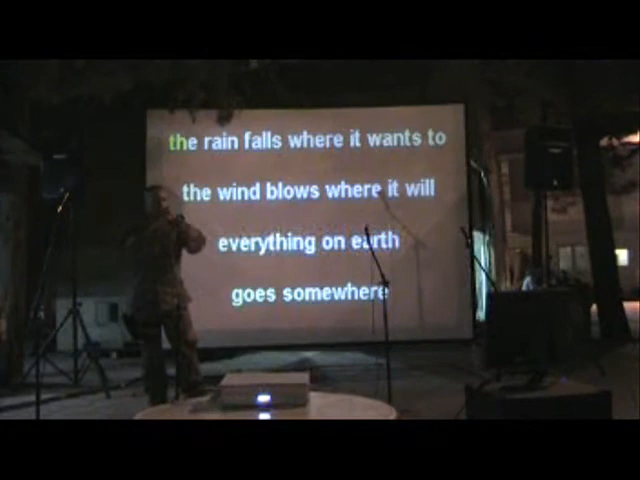 the rain falls where it wants to
the wind blows where it will
everything on earth
goes somewhere